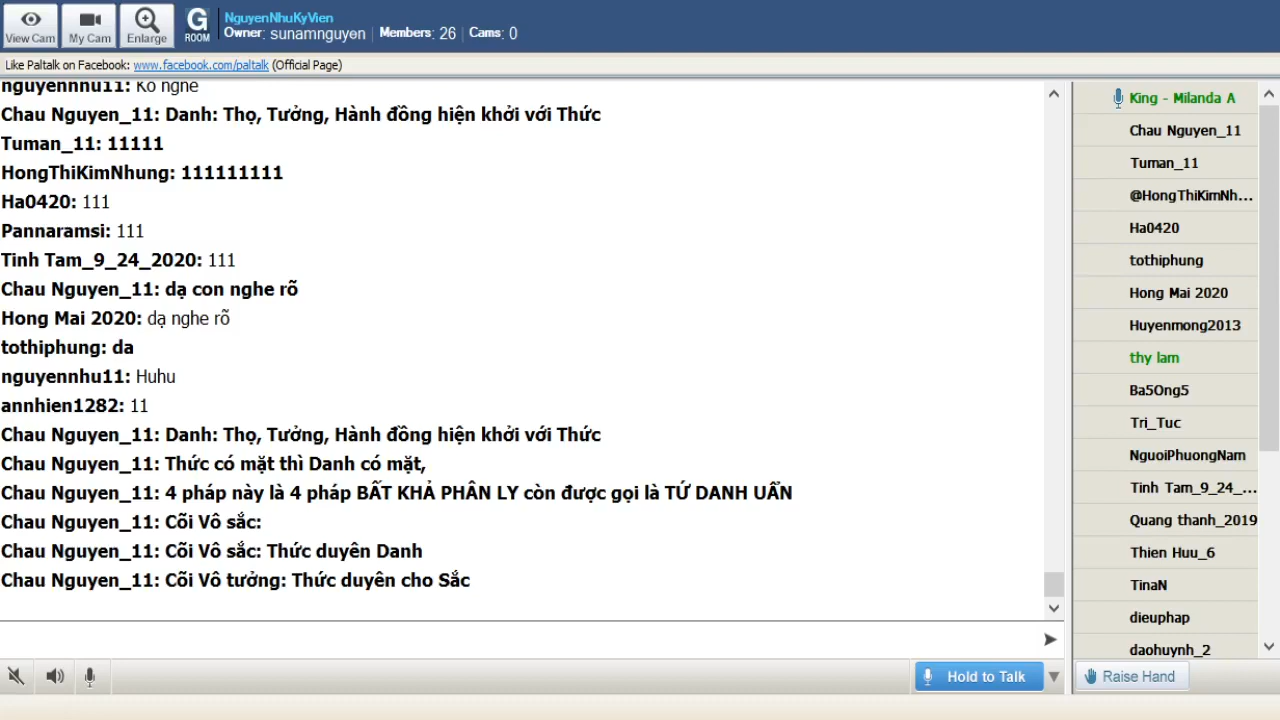 View Cam
My Cam
Enlarge
G
ROOM
NguyenNhuKyVien
Owner: sunamnguyen | Members: 26 | Cams: 0
Like Paltalk on Facebook: www.facebook.com/paltalk (Official Page)
nguyennhu11: Ko nghe
Chau Nguyen_11: Danh: Thọ, Tưởng, Hành đồng hiện khởi với Thức
Tuman_11: 11111
HongThiKimNhung: 111111111
Ha0420: 111
Pannaramsi: 111
Tinh Tam_9_24_2020: 111
Chau Nguyen_11: dạ con nghe rõ
Hong Mai 2020: dạ nghe rõ
tothiphung: da
nguyennhu11: Huhu
annhien1282: 11
Chau Nguyen_11: Danh: Thọ, Tưởng, Hành đồng hiện khởi với Thức
Chau Nguyen_11: Thức có mặt thì Danh có mặt,
Chau Nguyen_11: 4 pháp này là 4 pháp BẤT KHẢ PHÂN LY còn được gọi là TỨ DANH UẨN
Chau Nguyen_11: Cõi Vô sắc:
Chau Nguyen_11: Cõi Vô sắc: Thức duyên Danh
Chau Nguyen_11: Cõi Vô tưởng: Thức duyên cho Sắc
King - Milanda A
Chau Nguyen_11
Tuman_11
@HongThiKimNh...
Ha0420
tothiphung
Hong Mai 2020
Huyenmong2013
thy lam
Ba5Ong5
Tri_Tuc
NguoiPhuongNam
Tinh Tam_9_24_...
Quang thanh_2019
Thien Huu_6
TinaN
dieuphap
daohuynh_2
Hold to Talk
Raise Hand